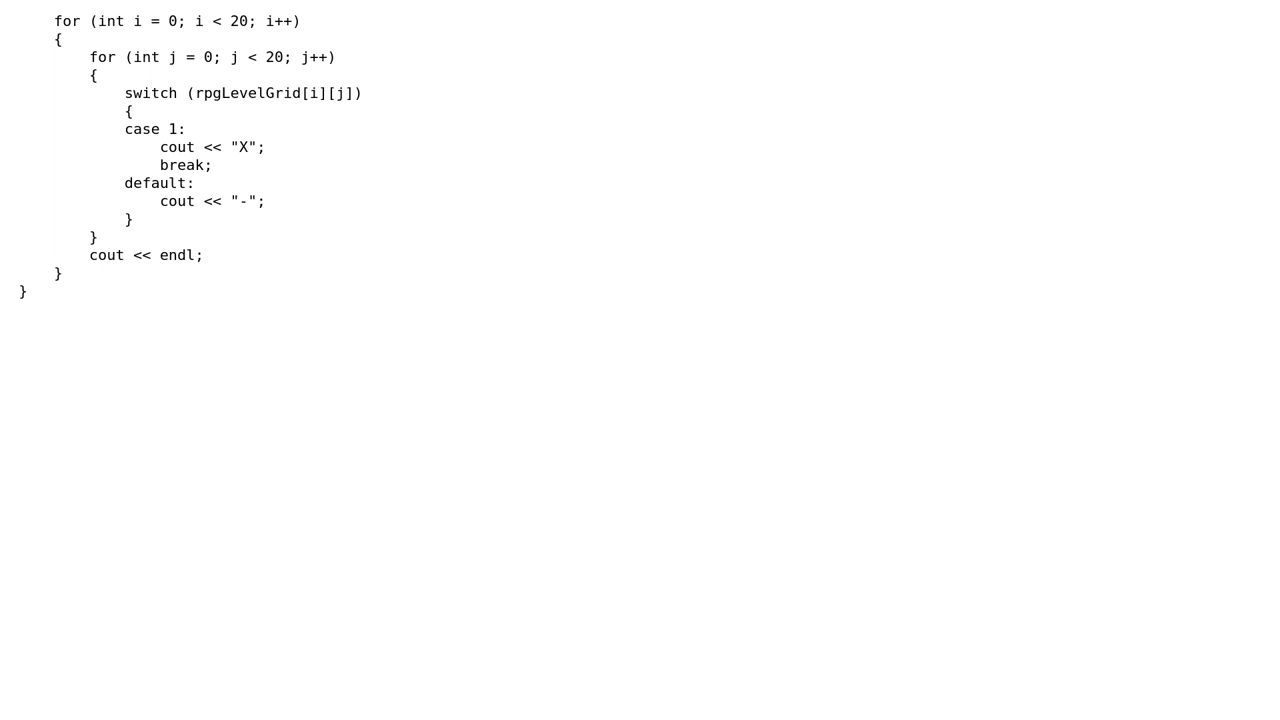 for (int i = 0; i < 20; i++)
    {
        for (int j = 0; j < 20; j++)
        {
            switch (rpgLevelGrid[i][j])
            {
            case 1:
                cout << "X";
                break;
            default:
                cout << "-";
            }
        }
        cout << endl;
    }
}